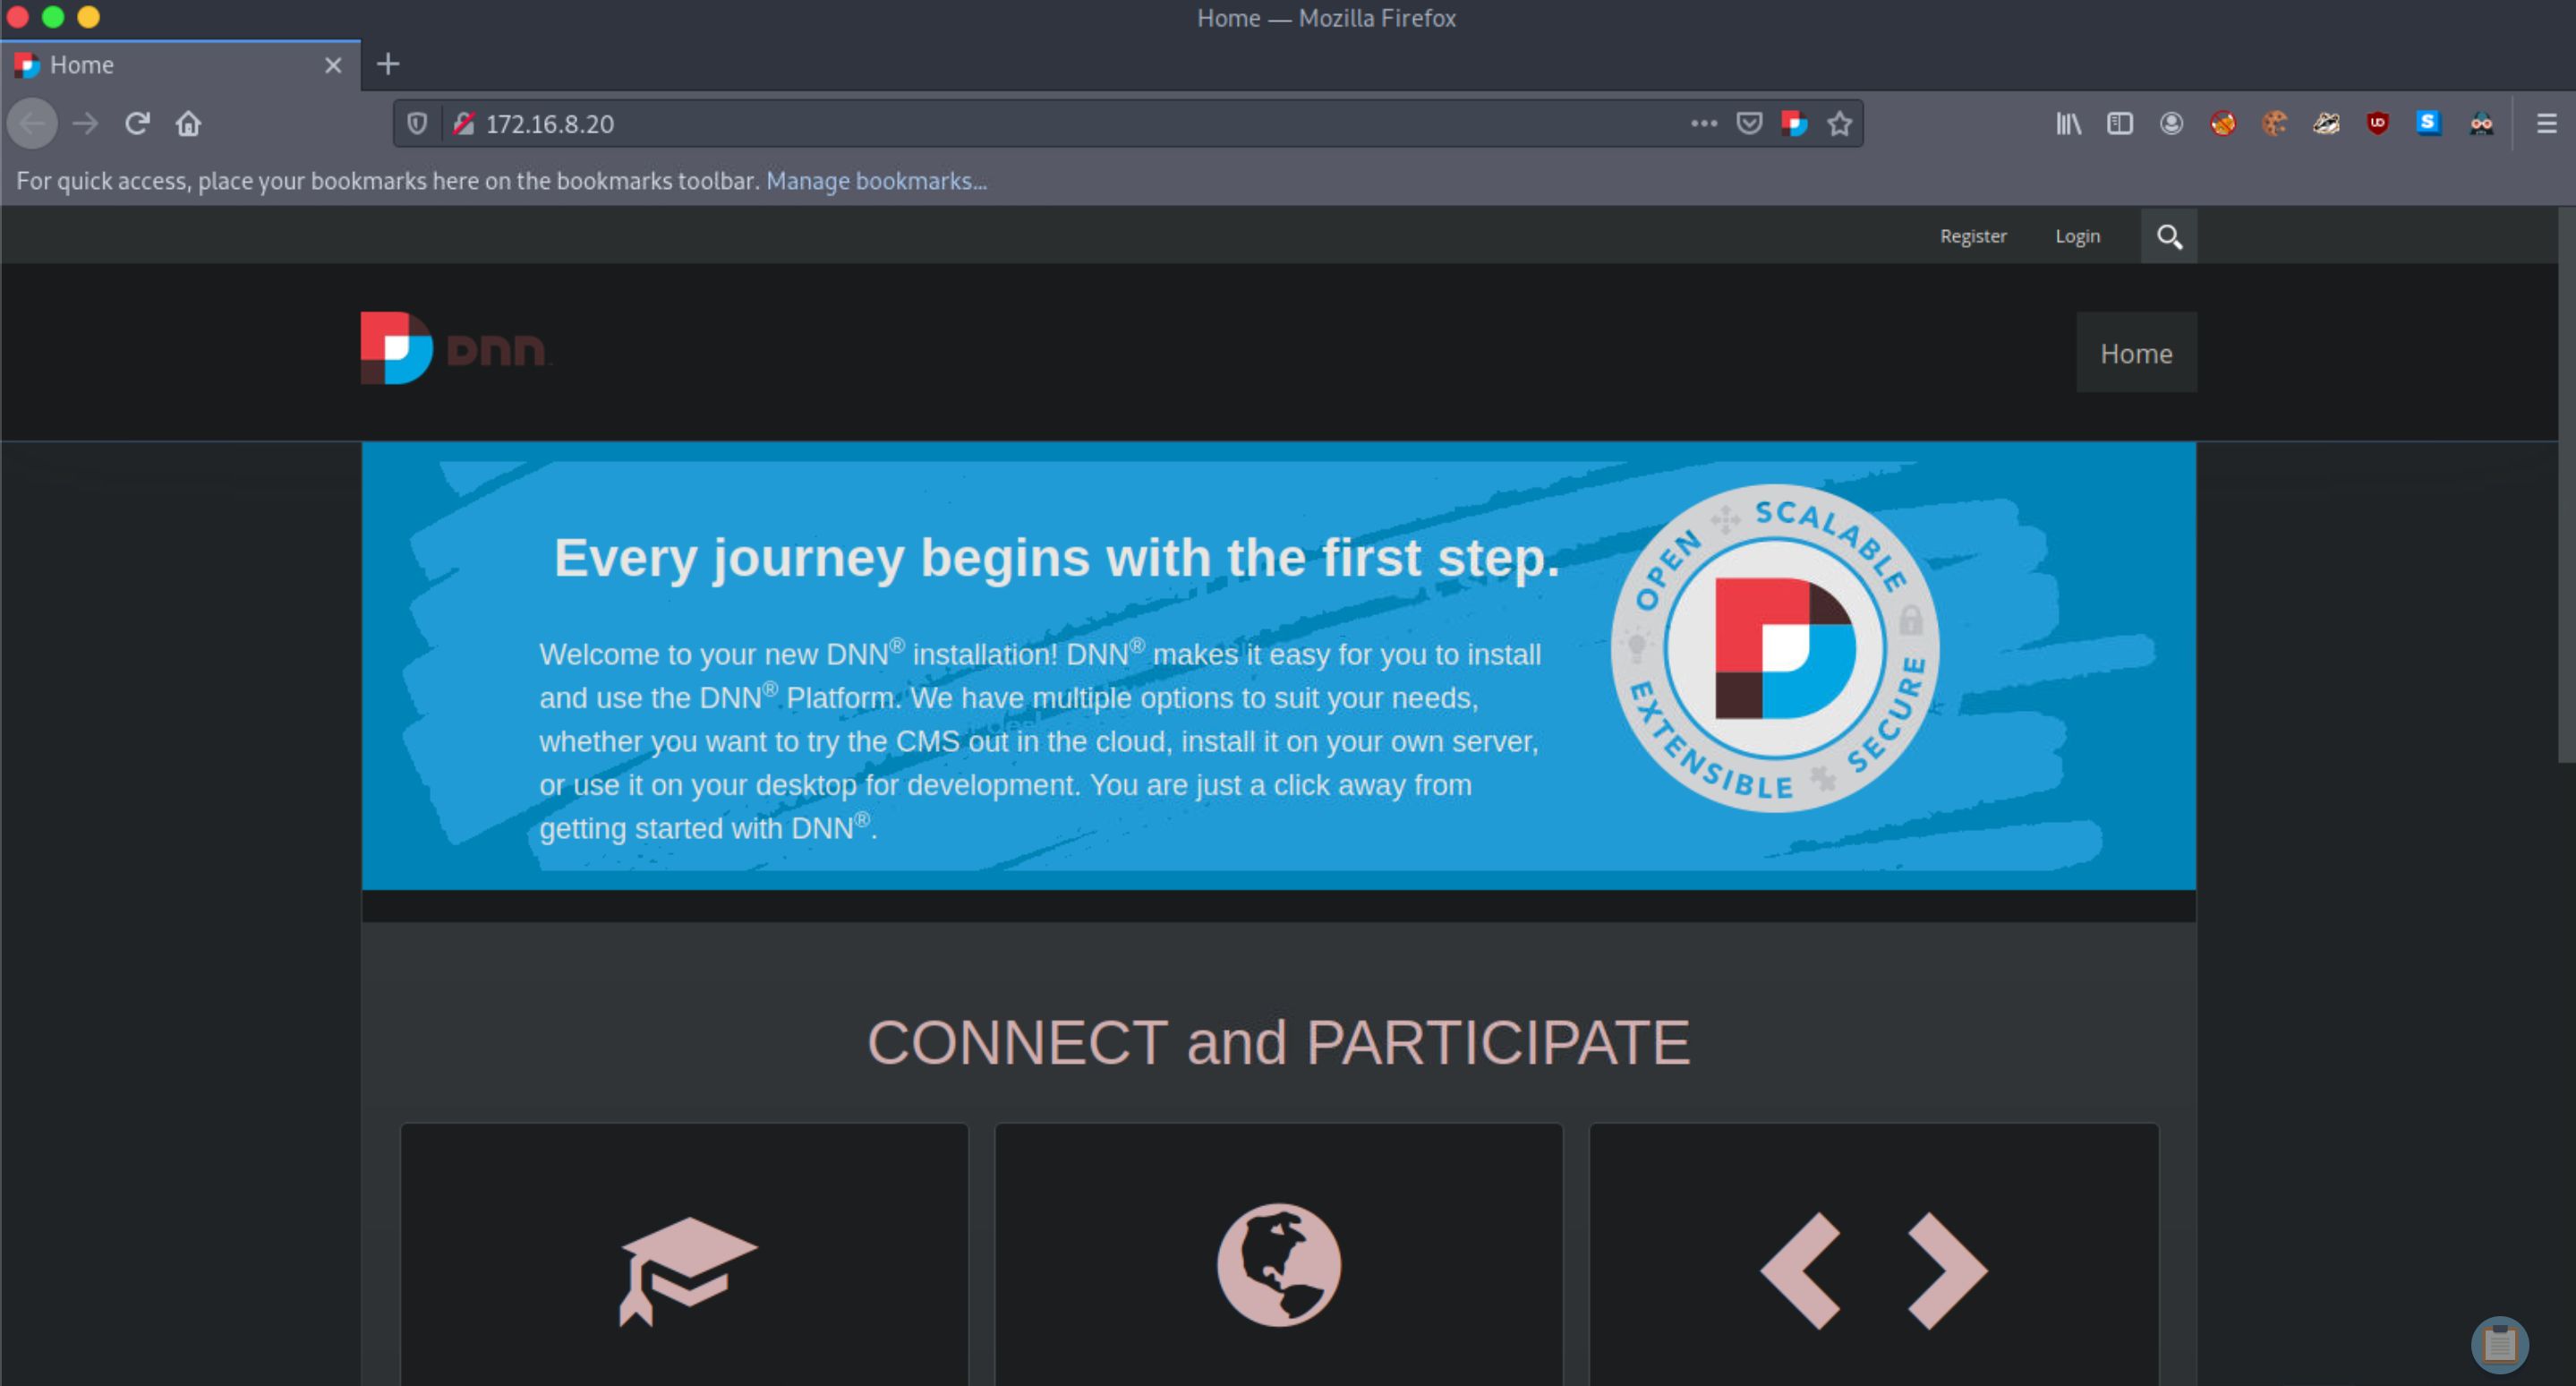 Home — Mozilla Firefox
Home
172.16.8.20
For quick access, place your bookmarks here on the bookmarks toolbar. Manage bookmarks...
Register Login
DNN
Home
Every journey begins with the first step.
Welcome to your new DNN® installation! DNN® makes it easy for you to install
and use the DNN® Platform. We have multiple options to suit your needs,
whether you want to try the CMS out in the cloud, install it on your own server,
or use it on your desktop for development. You are just a click away from
getting started with DNN®.
OPEN SCALABLE SECURE EXTENSIBLE
CONNECT and PARTICIPATE